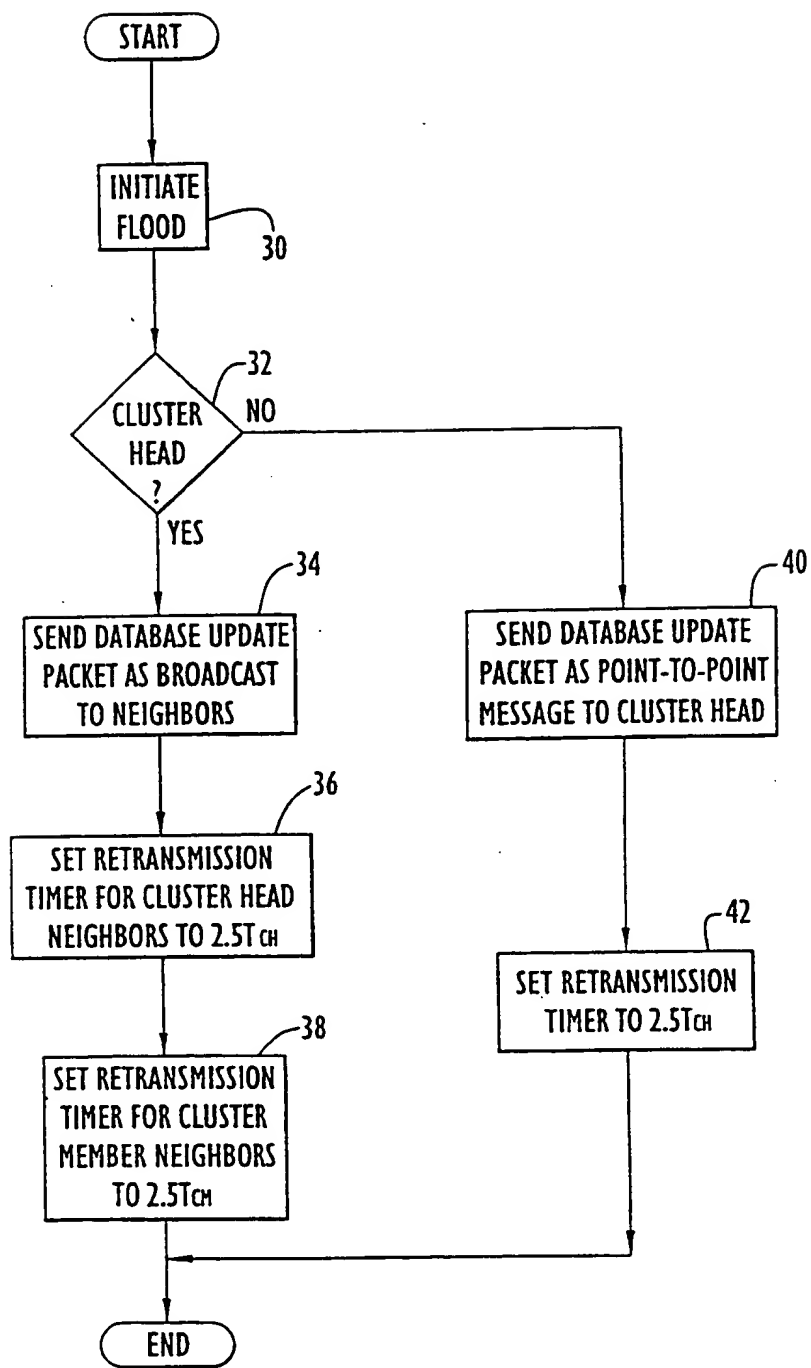 START
INITIATE
FLOOD
30
32
CLUSTER
HEAD
?
NO
YES
34
SEND DATABASE UPDATE
PACKET AS BROADCAST
TO NEIGHBORS
36
SET RETRANSMISSION
TIMER FOR CLUSTER HEAD
NEIGHBORS TO 2.5TCH
38
SET RETRANSMISSION
TIMER FOR CLUSTER
MEMBER NEIGHBORS
TO 2.5TCM
40
SEND DATABASE UPDATE
PACKET AS POINT-TO-POINT
MESSAGE TO CLUSTER HEAD
42
SET RETRANSMISSION
TIMER TO 2.5TCH
END